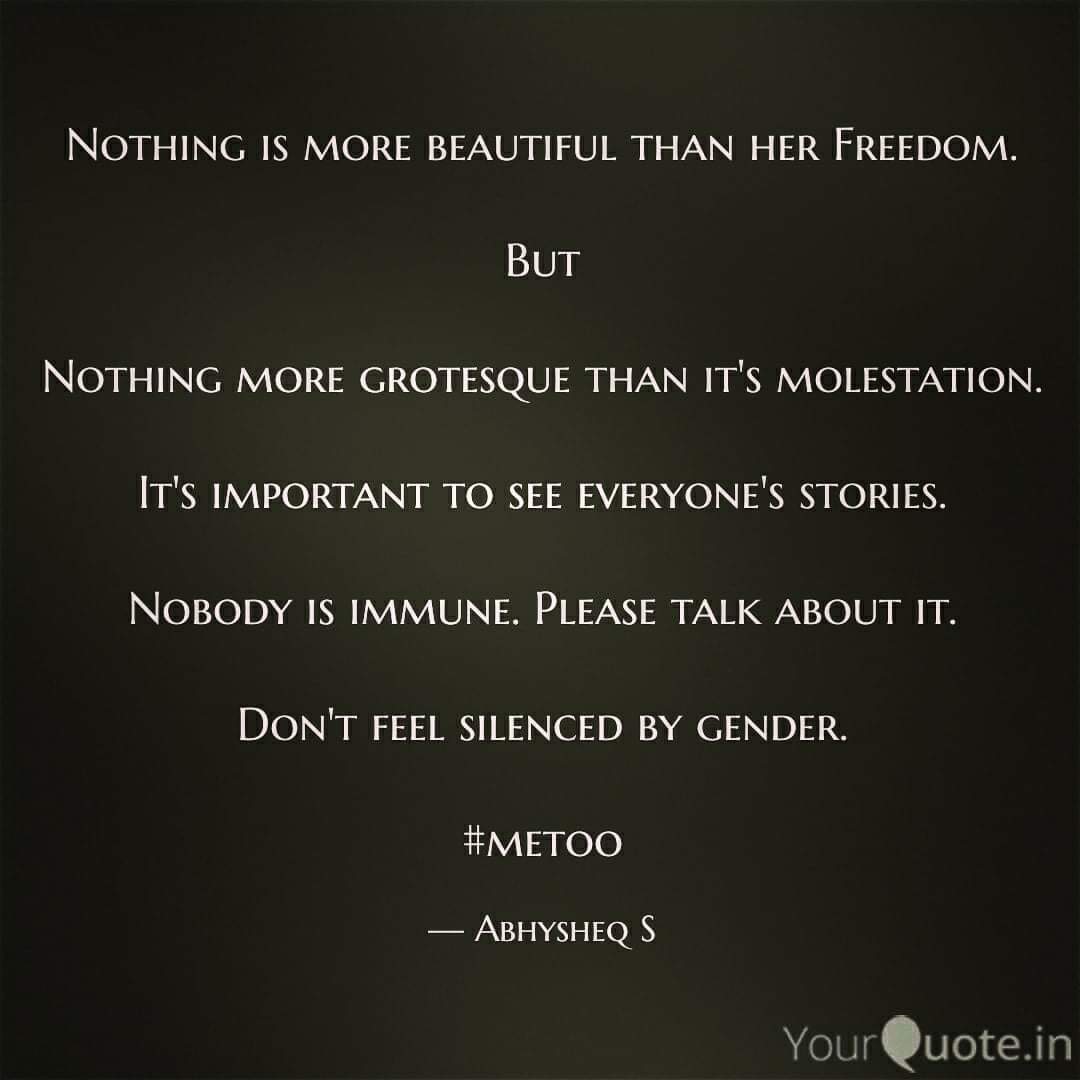 Nothing is more beautiful than her Freedom.
But
Nothing more grotesque than it's molestation.
It's important to see everyone's stories.
Nobody is immune. Please talk about it.
Don't feel silenced by gender.
#metoo
— Abhysheq S
YourQuote.in